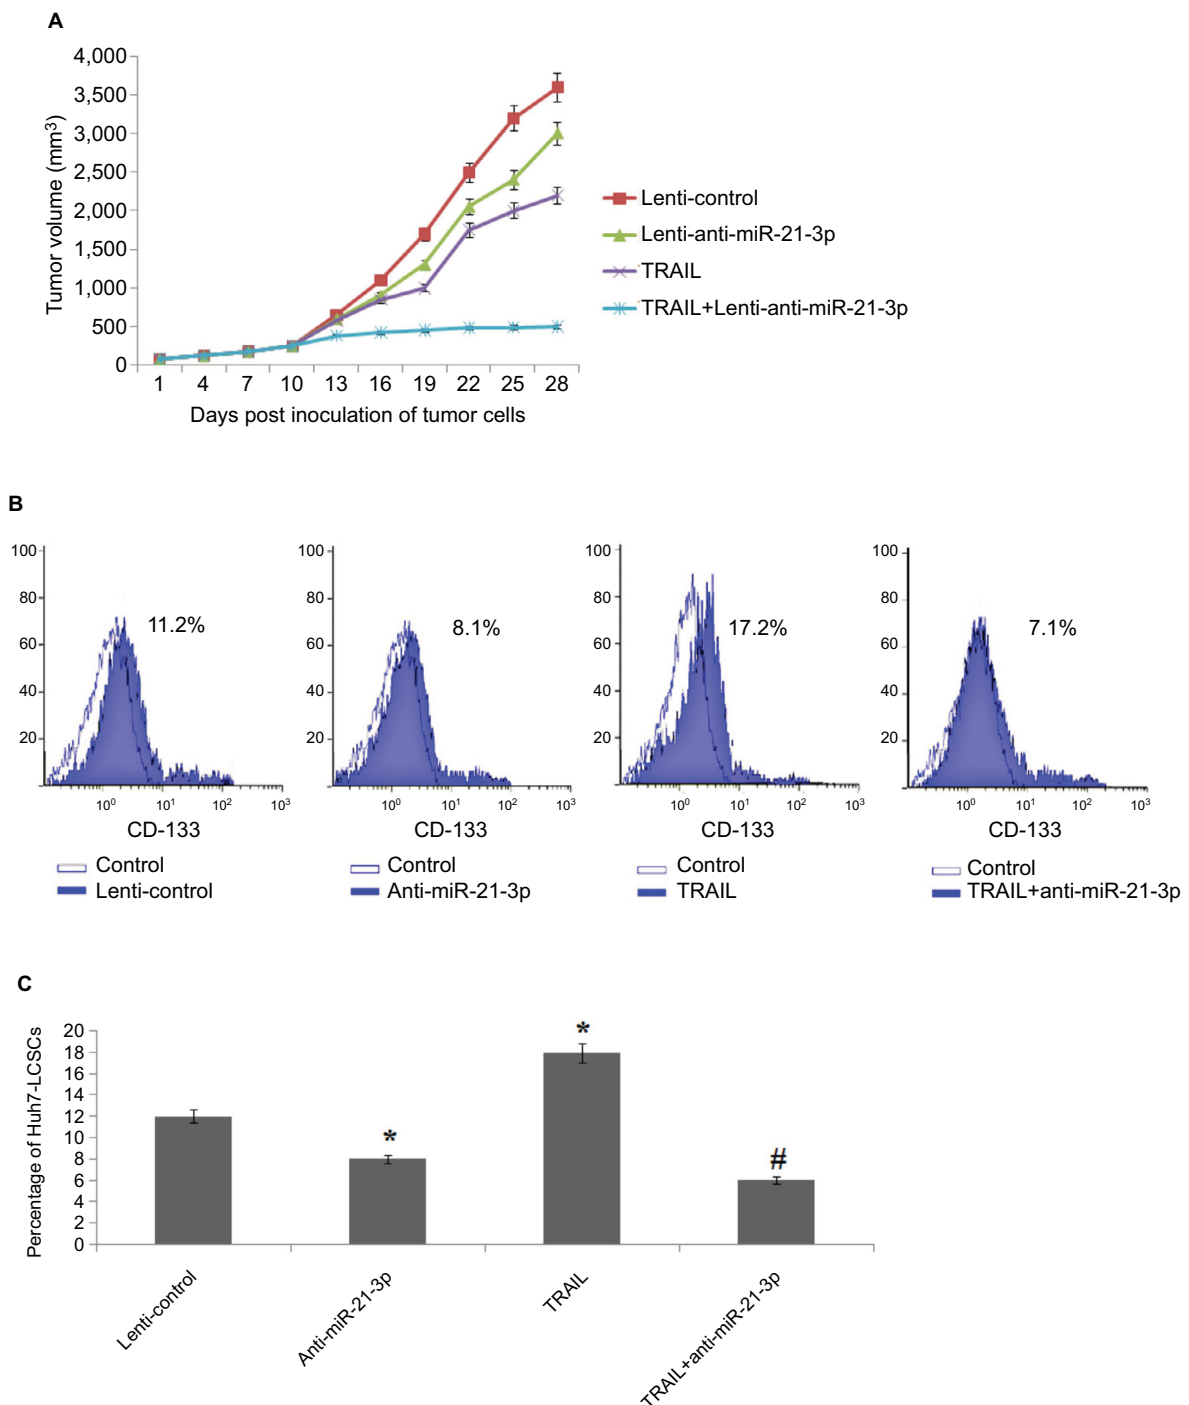 A
Tumor volume (mm³)
4,000
3,500
3,000
2,500
2,000
1,500
1,000
500
0
1 4 7 10 13 16 19 22 25 28
Days post inoculation of tumor cells
Lenti-control
Lenti-anti-miR-21-3p
TRAIL
TRAIL+Lenti-anti-miR-21-3p
B
100
80
60
40
20
11.2%
10⁰ 10¹ 10² 10³
CD-133
Control
Lenti-control
100
80
60
40
20
8.1%
10⁰ 10¹ 10² 10³
CD-133
Control
Anti-miR-21-3p
100
80
60
40
20
17.2%
10⁰ 10¹ 10² 10³
CD-133
Control
TRAIL
100
80
60
40
20
7.1%
10⁰ 10¹ 10² 10³
CD-133
Control
TRAIL+anti-miR-21-3p
C
Percentage of Huh7-LCSCs
20
18
16
14
12
10
8
6
4
2
0
*
*
#
Lenti-control
Anti-miR-21-3p
TRAIL
TRAIL+anti-miR-21-3p